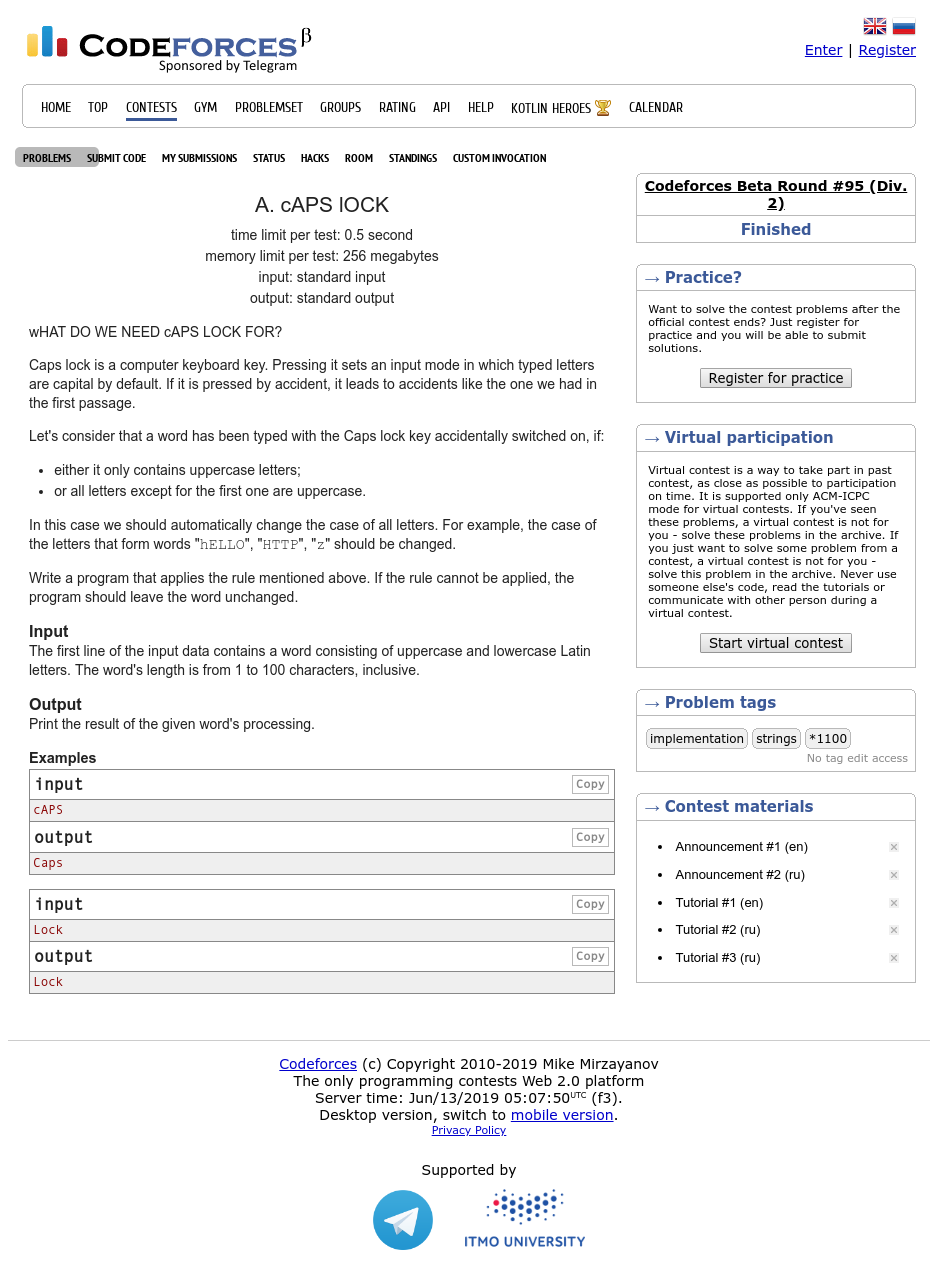 CODEFORCES β
Sponsored by Telegram
Enter | Register
HOME TOP CONTESTS GYM PROBLEMSET GROUPS RATING API HELP KOTLIN HEROES CALENDAR
PROBLEMS SUBMIT CODE MY SUBMISSIONS STATUS HACKS ROOM STANDINGS CUSTOM INVOCATION
A. cAPS lOCK
time limit per test: 0.5 second
memory limit per test: 256 megabytes
input: standard input
output: standard output
wHAT DO WE NEED cAPS LOCK FOR?
Caps lock is a computer keyboard key. Pressing it sets an input mode in which typed letters
are capital by default. If it is pressed by accident, it leads to accidents like the one we had in
the first passage.
Let's consider that a word has been typed with the Caps lock key accidentally switched on, if:
• either it only contains uppercase letters;
• or all letters except for the first one are uppercase.
In this case we should automatically change the case of all letters. For example, the case of
the letters that form words "hELLO", "HTTP", "z" should be changed.
Write a program that applies the rule mentioned above. If the rule cannot be applied, the
program should leave the word unchanged.
Input
The first line of the input data contains a word consisting of uppercase and lowercase Latin
letters. The word's length is from 1 to 100 characters, inclusive.
Output
Print the result of the given word's processing.
Examples
input Copy
cAPS
output Copy
Caps
input Copy
Lock
output Copy
Lock
Codeforces Beta Round #95 (Div.
2)
Finished
→ Practice?
Want to solve the contest problems after the
official contest ends? Just register for
practice and you will be able to submit
solutions.
Register for practice
→ Virtual participation
Virtual contest is a way to take part in past
contest, as close as possible to participation
on time. It is supported only ACM-ICPC
mode for virtual contests. If you've seen
these problems, a virtual contest is not for
you - solve these problems in the archive. If
you just want to solve some problem from a
contest, a virtual contest is not for you -
solve this problem in the archive. Never use
someone else's code, read the tutorials or
communicate with other person during a
virtual contest.
Start virtual contest
→ Problem tags
implementation strings *1100
No tag edit access
→ Contest materials
• Announcement #1 (en) ×
• Announcement #2 (ru) ×
• Tutorial #1 (en) ×
• Tutorial #2 (ru) ×
• Tutorial #3 (ru) ×
Codeforces (c) Copyright 2010-2019 Mike Mirzayanov
The only programming contests Web 2.0 platform
Server time: Jun/13/2019 05:07:50UTC (f3).
Desktop version, switch to mobile version.
Privacy Policy
Supported by
ITMO UNIVERSITY